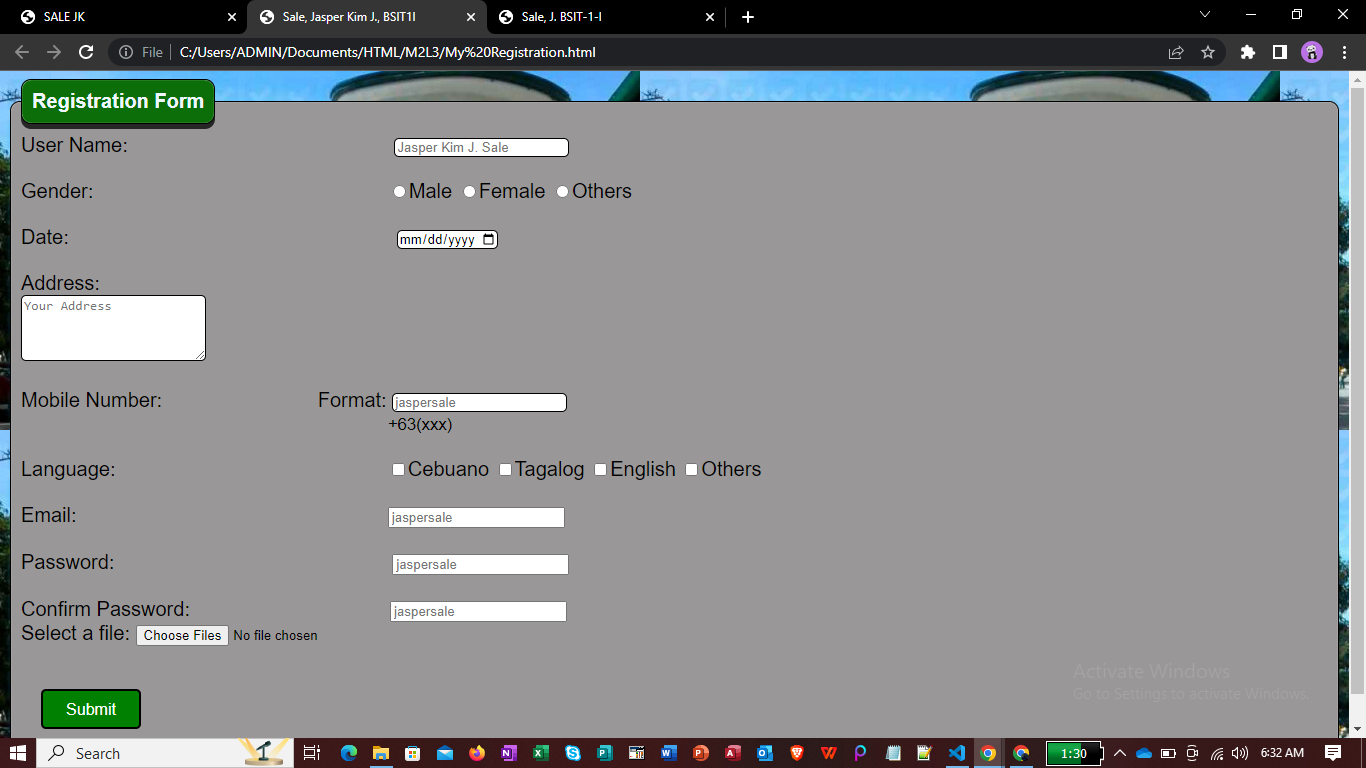 SALE JK
Sale, Jasper Kim J., BSIT1I
Sale, J. BSIT-1-I
File
C:/Users/ADMIN/Documents/HTML/M2L3/My%20Registration.html
Registration Form
User Name:
Jasper Kim J. Sale
Gender: Male Female Others
Date: mm/dd/yyyy
Address:
Your Address
Mobile Number: Format: jaspersale
+63(xxx)
Language: Cebuano Tagalog English Others
Email: jaspersale
Password: jaspersale
Confirm Password: jaspersale
Select a file: Choose Files No file chosen
Activate Windows
Go to Settings to activate Windows.
Submit
Search
1:30
6:32 AM